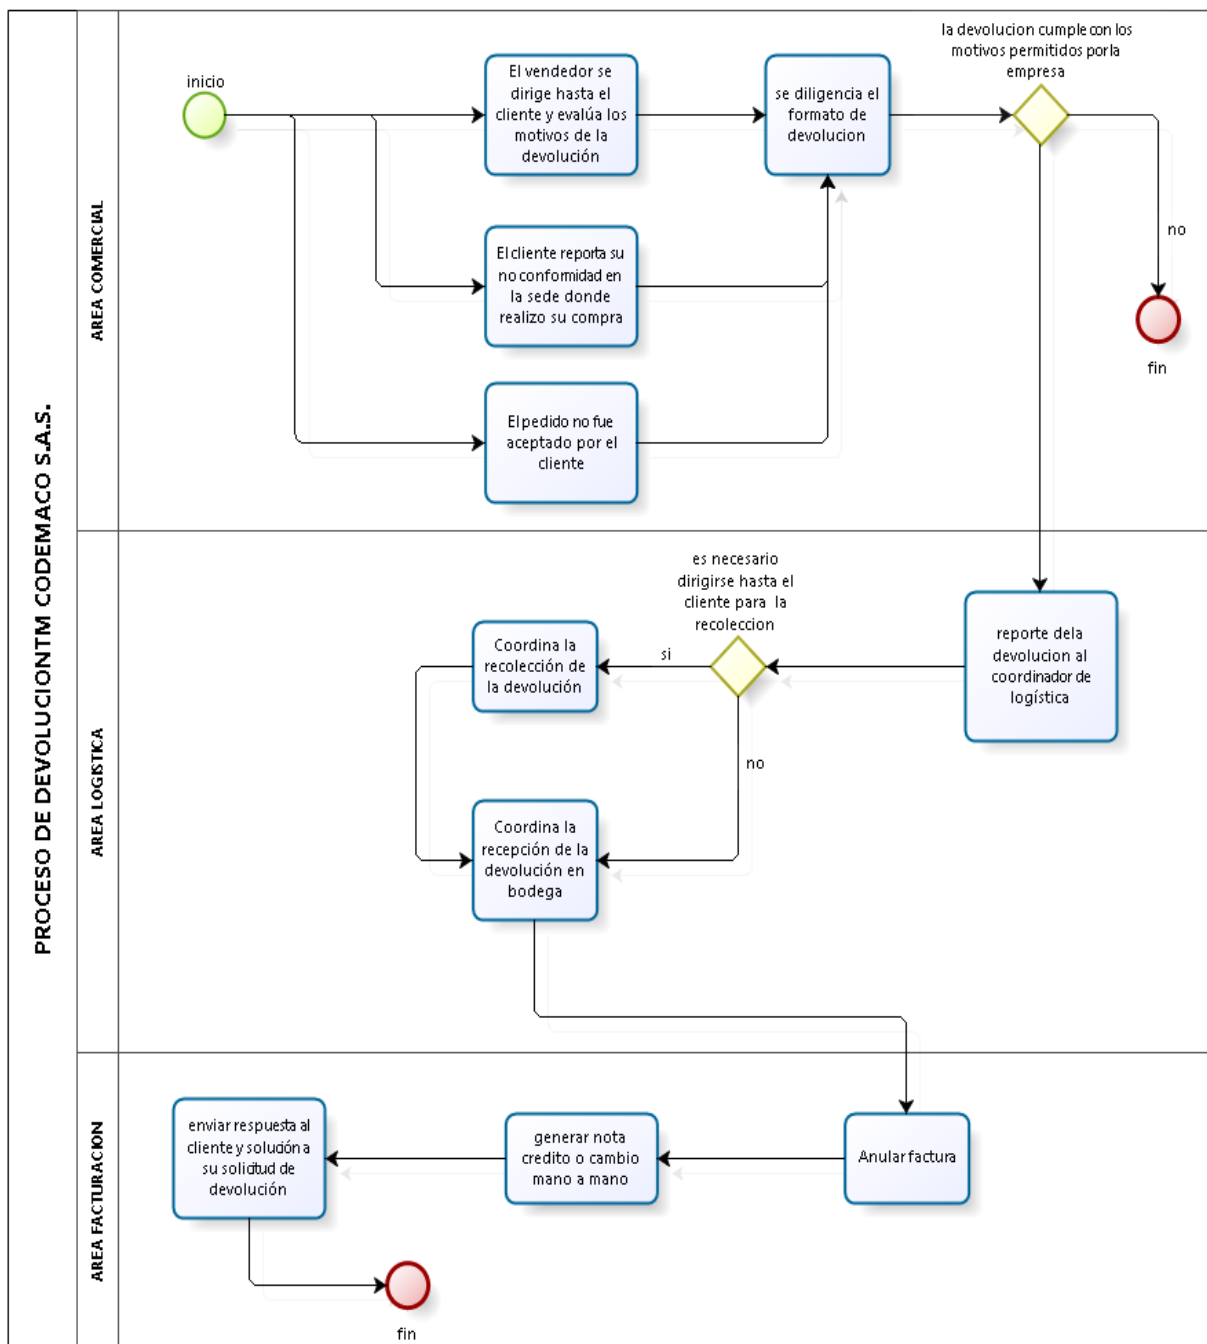 PROCESO DE DEVOLUCIONTM CODEMACO S.A.S.
AREA COMERCIAL
inicio
El vendedor se
dirige hasta el
cliente y evalúa los
motivos de la
devolución
se diligencia el
formato de
devolucion
la devolucion cumple con los
motivos permitidos por la
empresa
no
fin
El cliente reporta su
no conformidad en
la sede donde
realizo su compra
El pedido no fue
aceptado por el
cliente
AREA LOGISTICA
es necesario
dirigirse hasta el
cliente para la
recoleccion
reporte dela
devolucion al
coordinador de
logística
si
Coordina la
recolección de
la devolución
no
Coordina la
recepción de la
devolución en
bodega
AREA FACTURACION
Anular factura
generar nota
credito o cambio
mano a mano
enviar respuesta al
cliente y solución a
su solicitud de
devolución
fin